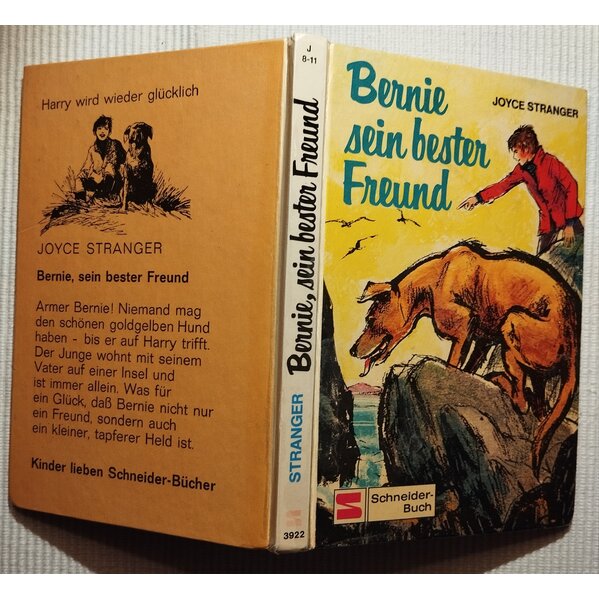 Harry wird wieder glücklich
JOYCE STRANGER
Bernie, sein bester Freund
Armer Bernie! Niemand mag
den schönen goldgelben Hund
haben - bis er auf Harry trifft.
Der Junge wohnt mit seinem
Vater auf einer Insel und
ist immer allein. Was für
ein Glück, daß Bernie nicht nur
ein Freund, sondern auch
ein kleiner, tapferer Held ist.
Kinder lieben Schneider-Bücher
J
8-11
Bernie, sein bester Freund
STRANGER
3922
Bernie
sein bester
Freund
JOYCE STRANGER
Schneider-
Buch